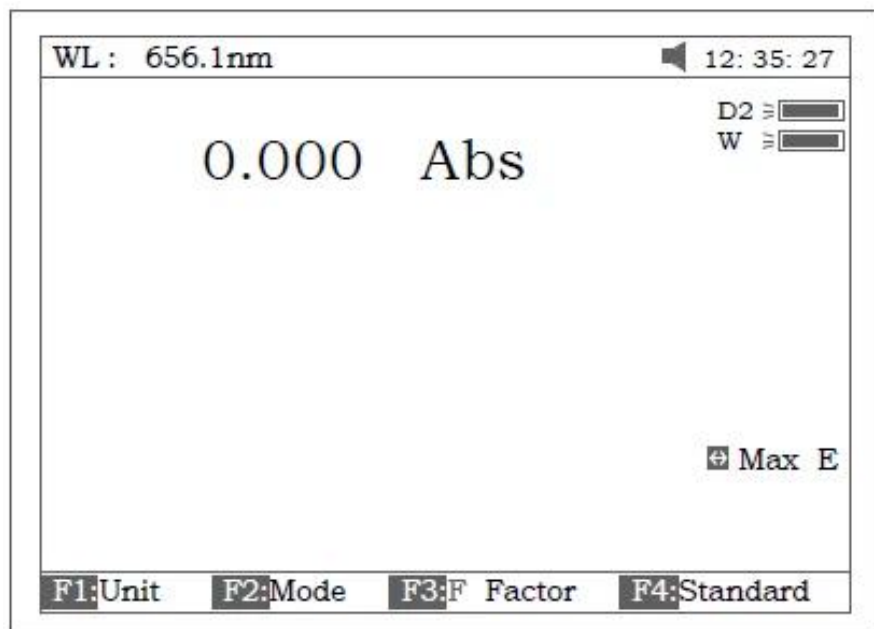 WL: 656.1nm 12: 35: 27
D2
W
0.000 Abs
Max E
F1:Unit F2:Mode F3:F Factor F4:Standard